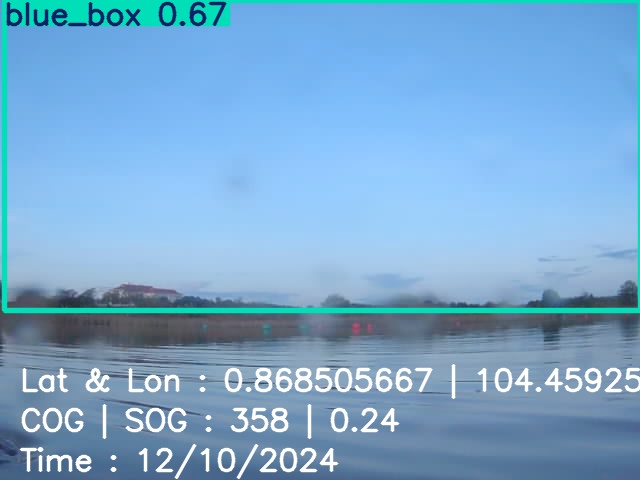 blue_box 0.67
Lat & Lon : 0.868505667 | 104.45925
COG | SOG : 358 | 0.24
Time : 12/10/2024